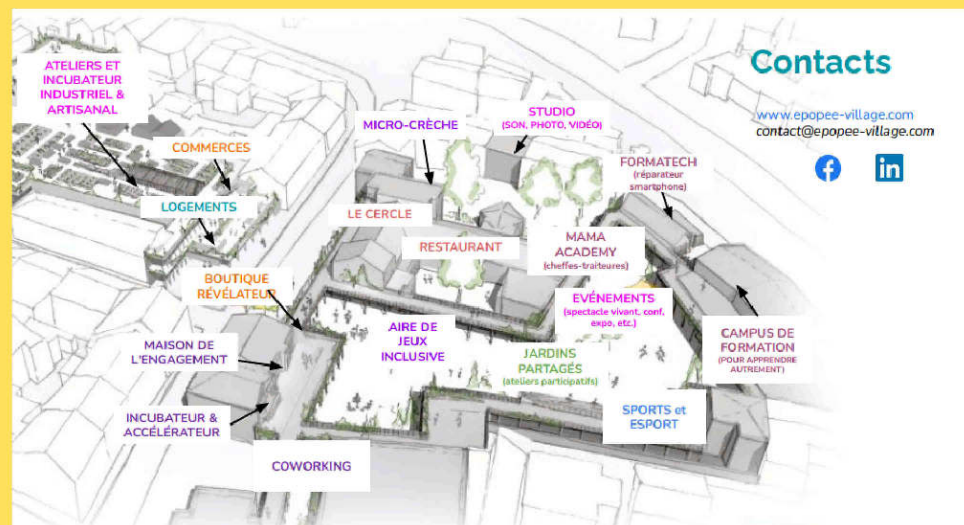 Contacts
www.epopee-village.com
contact@epopee-village.com
ATELIERS ET
INCUBATEUR
INDUSTRIEL &
ARTISANAL
COMMERCES
LOGEMENTS
MICRO-CRÈCHE
STUDIO
(SON, PHOTO, VIDÉO)
FORMATECH
(réparateur
smartphone)
LE CERCLE
RESTAURANT
MAMA
ACADEMY
(cheffes-traiteures)
BOUTIQUE
RÉVÉLATEUR
EVÉNEMENTS
(spectacle vivant, conf,
expo, etc.)
MAISON DE
L'ENGAGEMENT
AIRE DE
JEUX
INCLUSIVE
JARDINS
PARTAGÉS
(ateliers participatifs)
CAMPUS DE
FORMATION
(POUR APPRENDRE
AUTREMENT)
INCUBATEUR &
ACCÉLÉRATEUR
SPORTS et
ESPORT
COWORKING